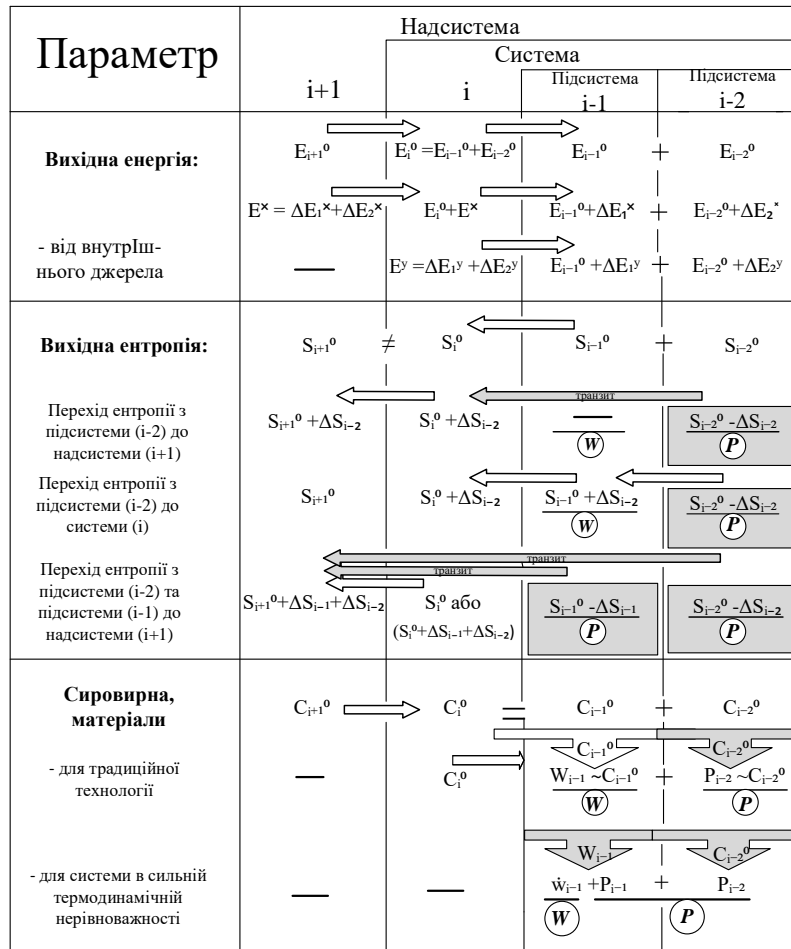 Параметр
Надсистема
Система
i+1
i
Підсистема
i-1
Підсистема
i-2
Вихідна енергія:
Eᵢ₊₁⁰
Eᵢ⁰ =Eᵢ₋₁⁰+Eᵢ₋₂⁰
Eᵢ₋₁⁰
+
Eᵢ₋₂⁰
Eˣ = ΔE₁ˣ+ΔE₂ˣ
Eᵢ⁰+Eˣ
Eᵢ₋₁⁰+ΔE₁ˣ
+
Eᵢ₋₂⁰+ΔE₂ˣ
- від внутрІш-
нього джерела
—
Eʸ =ΔE₁ʸ +ΔE₂ʸ
Eᵢ₋₁⁰ +ΔE₁ʸ
+
Eᵢ₋₂⁰ +ΔE₂ʸ
Вихідна ентропія:
Sᵢ₊₁⁰
≠
Sᵢ⁰
Sᵢ₋₁⁰
+
Sᵢ₋₂⁰
Перехід ентропії з
підсистеми (i-2) до
надсистеми (i+1)
транзит
Sᵢ₊₁⁰ +ΔSᵢ₋₂
Sᵢ⁰ +ΔSᵢ₋₂
—
W
Sᵢ₋₂⁰ -ΔSᵢ₋₂
P
Перехід ентропії з
підсистеми (i-2) до
системи (i)
Sᵢ₊₁⁰
Sᵢ⁰ +ΔSᵢ₋₂
Sᵢ₋₁⁰ +ΔSᵢ₋₂
W
Sᵢ₋₂⁰ -ΔSᵢ₋₂
P
Перехід ентропії з
підсистеми (i-2) та
підсистеми (i-1) до
надсистеми (i+1)
транзит
транзит
Sᵢ₊₁⁰+ΔSᵢ₋₁+ΔSᵢ₋₂
Sᵢ⁰ або
(Sᵢ⁰+ΔSᵢ₋₁+ΔSᵢ₋₂)
Sᵢ₋₁⁰ -ΔSᵢ₋₁
P
Sᵢ₋₂⁰ -ΔSᵢ₋₂
P
Сировирна,
матеріали
Cᵢ₊₁⁰
Cᵢ⁰
=
Cᵢ₋₁⁰
+
Cᵢ₋₂⁰
- для традиційної
технології
—
Cᵢ⁰
Cᵢ₋₁⁰
Cᵢ₋₂⁰
Wᵢ₋₁ ~Cᵢ₋₁⁰
+
Pᵢ₋₂ ~Cᵢ₋₂⁰
W
P
- для системи в сильній
термодинамічній
нерівноважності
—
—
Wᵢ₋₁
Cᵢ₋₂⁰
ẇᵢ₋₁ +Pᵢ₋₁
+
Pᵢ₋₂
W
P